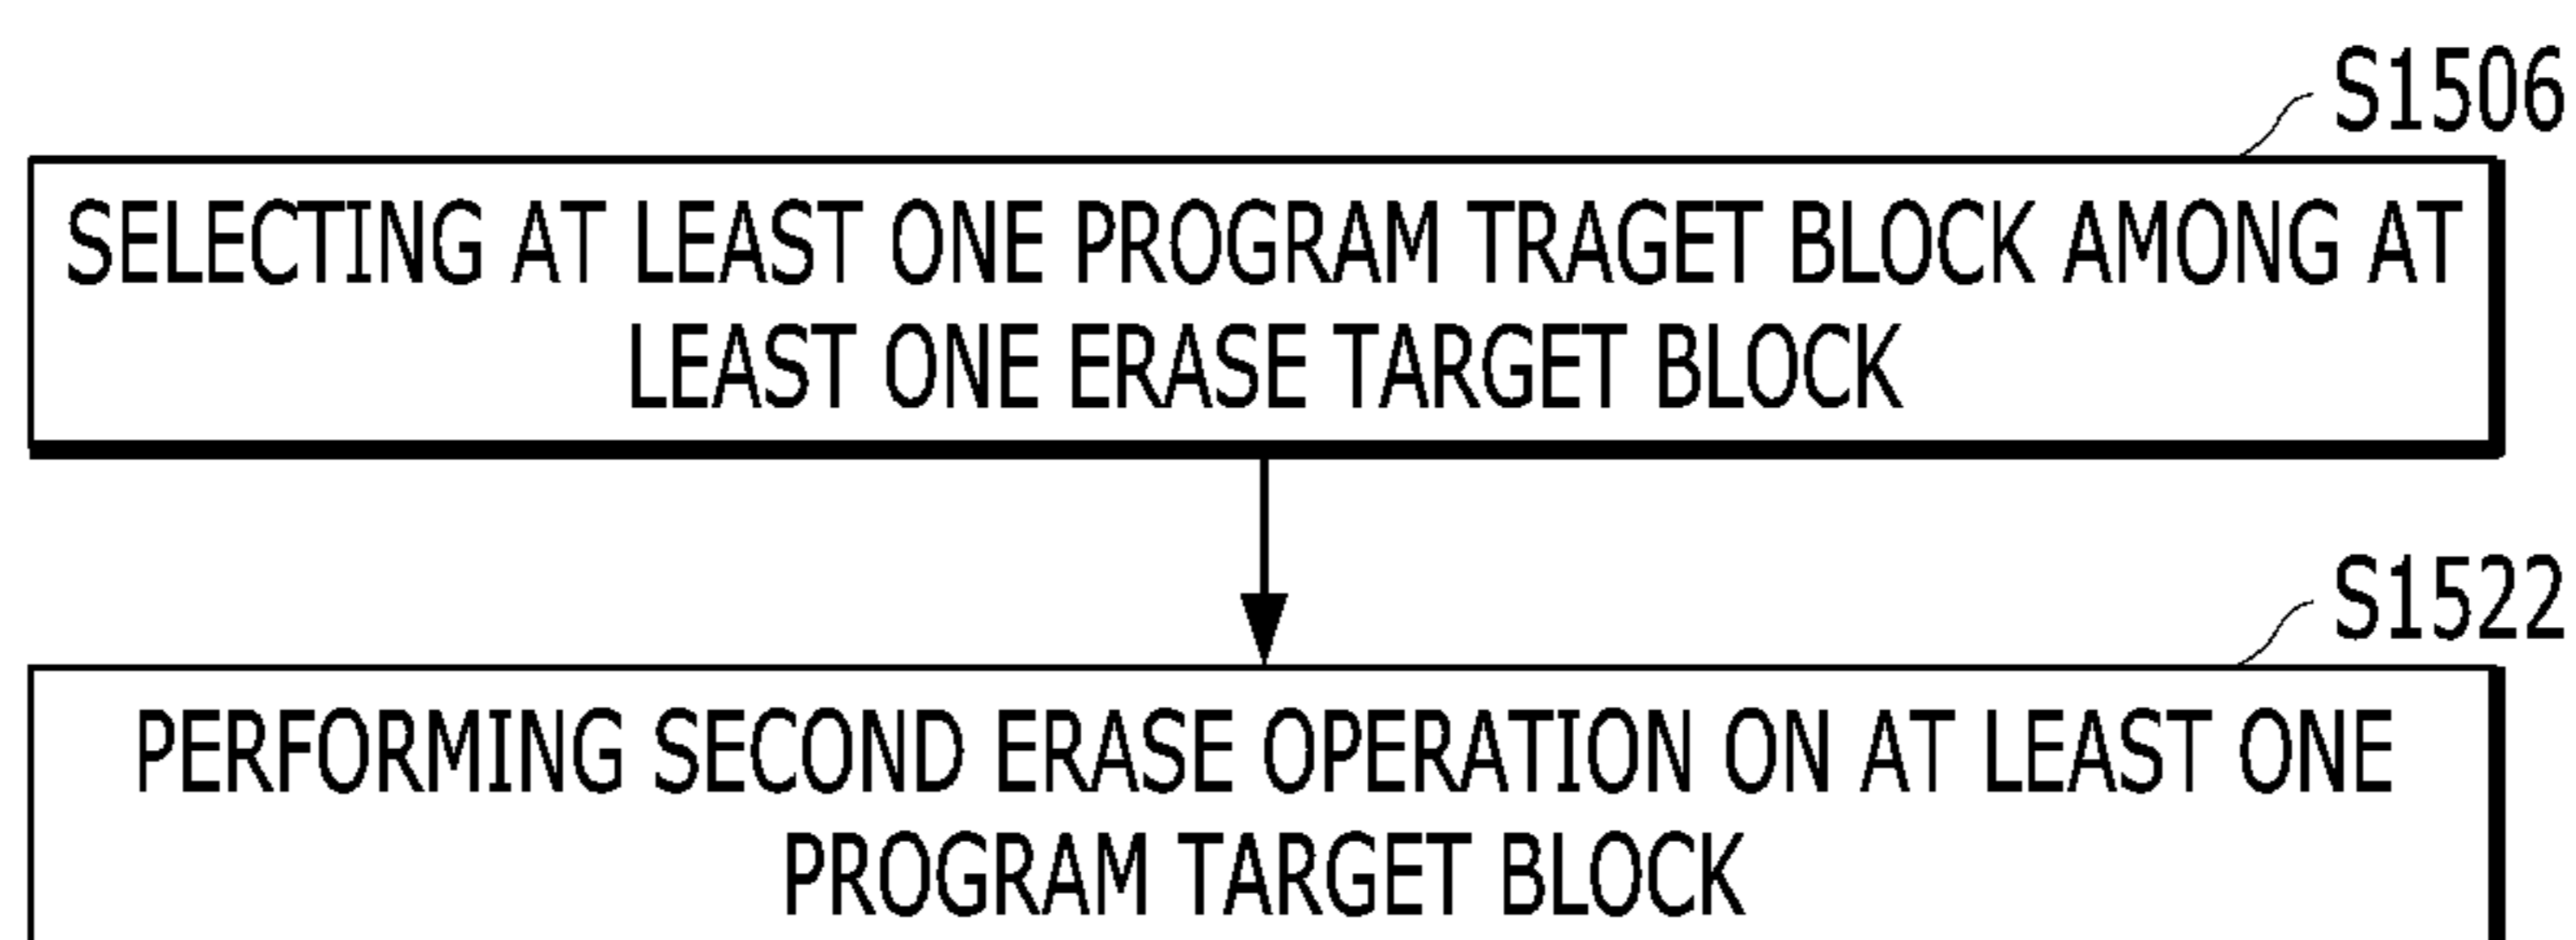 S1506
SELECTING AT LEAST ONE PROGRAM TRAGET BLOCK AMONG AT
LEAST ONE ERASE TARGET BLOCK
S1522
PERFORMING SECOND ERASE OPERATION ON AT LEAST ONE
PROGRAM TARGET BLOCK